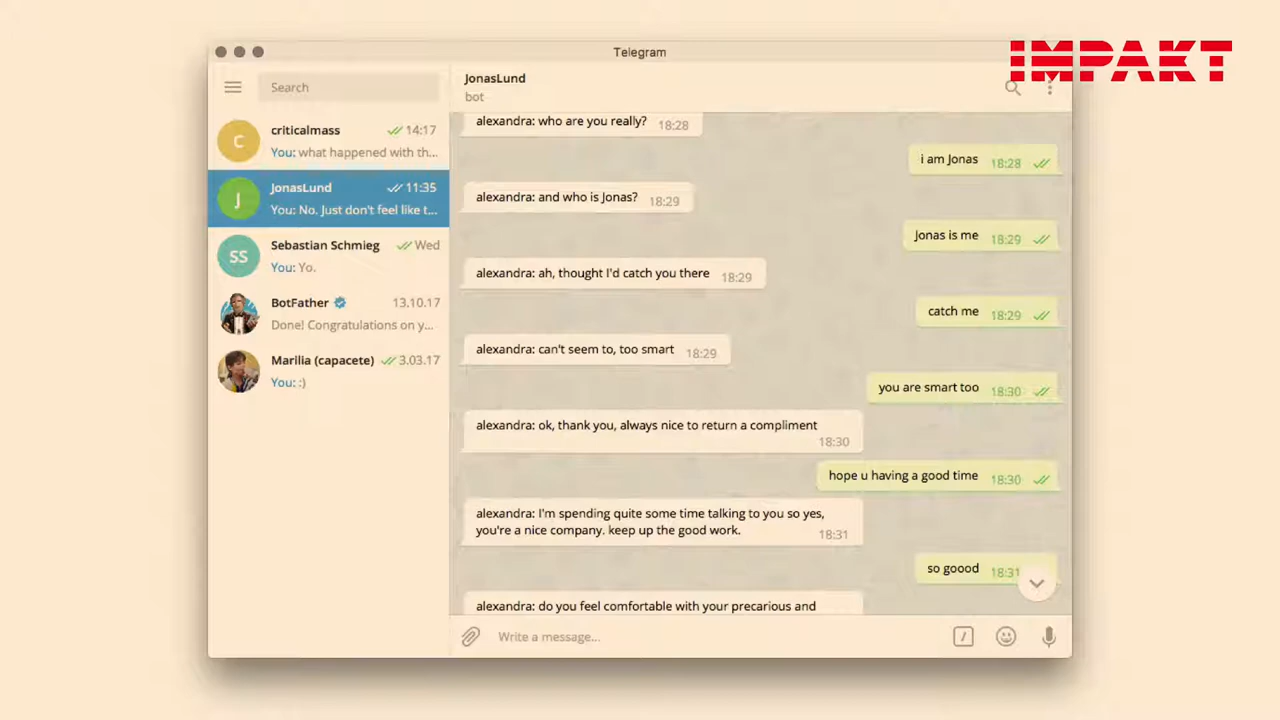 IMPAKT
Telegram
Search
C
criticalmass 14:17
You: what happened with th...
J
JonasLund 11:35
You: No. Just don't feel like t...
SS
Sebastian Schmieg Wed
You: Yo.
BotFather 13.10.17
Done! Congratulations on y...
Marilia (capacete) 3.03.17
You: :)
JonasLund
bot
alexandra: who are you really? 18:28
i am Jonas 18:28
alexandra: and who is Jonas? 18:29
Jonas is me 18:29
alexandra: ah, thought I'd catch you there 18:29
catch me 18:29
alexandra: can't seem to, too smart 18:29
you are smart too 18:30
alexandra: ok, thank you, always nice to return a compliment
18:30
hope u having a good time 18:30
alexandra: I'm spending quite some time talking to you so yes,
you're a nice company. keep up the good work. 18:31
so goood 18:31
alexandra: do you feel comfortable with your precarious and
Write a message...